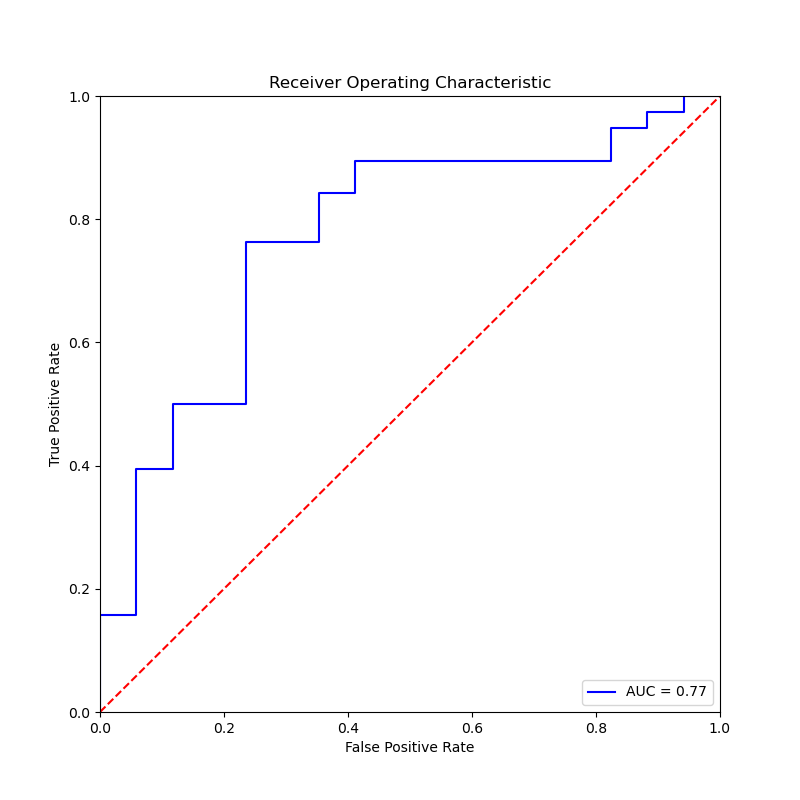 Receiver Operating Characteristic
1.0
0.8
0.6
0.4
0.2
0.0
True Positive Rate
AUC = 0.77
0.0 0.2 0.4 0.6 0.8 1.0
False Positive Rate